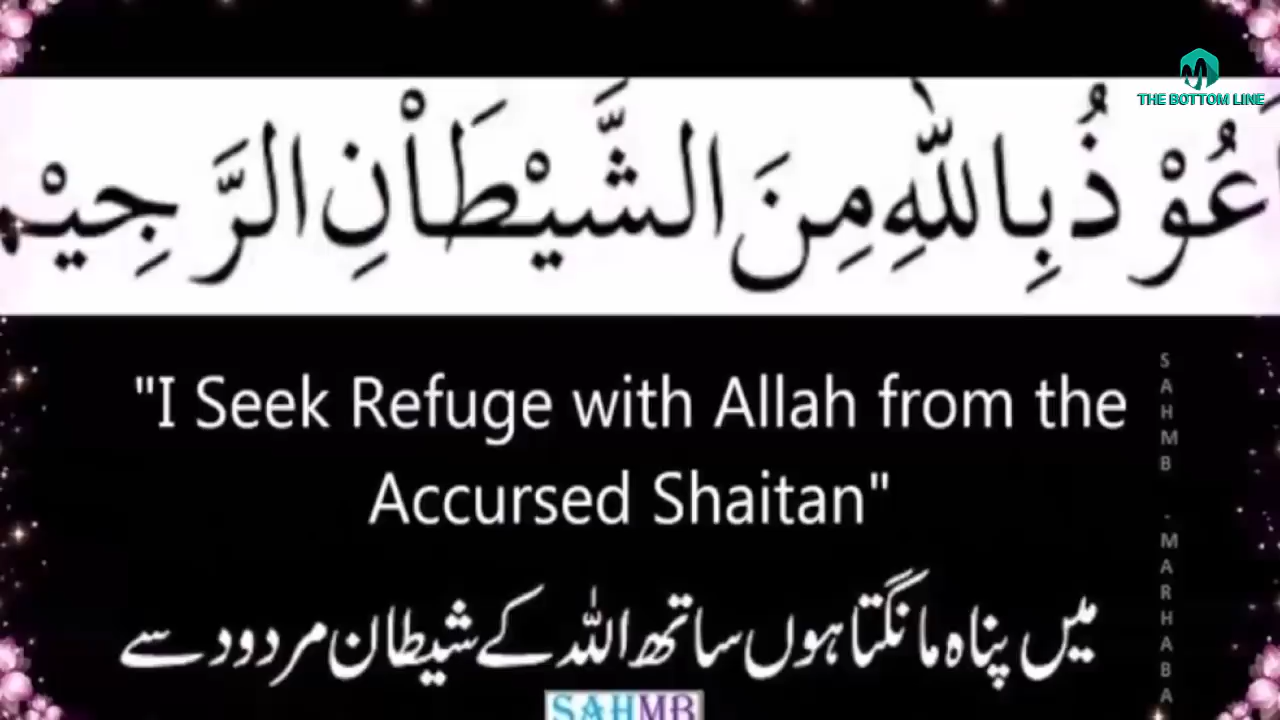 THE BOTTOM LINE
عُوْذُ بِاللّٰهِ مِنَ الشَّيْطَاْنِ الرَّجِيْم
"I Seek Refuge with Allah from the
Accursed Shaitan"
میں پناہ مانگتا ہوں ساتھ اللہ کے شیطان مردود سے
SAHMB - MARHABA
SAHMB